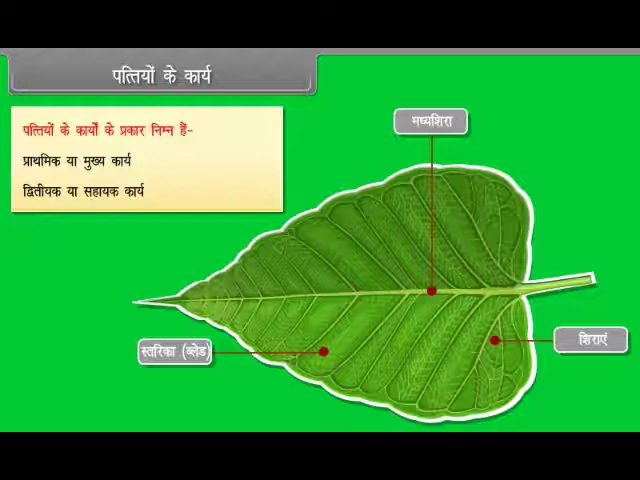 पत्तियों के कार्य
पत्तियों के कार्यों के प्रकार निम्न हैं-
प्राथमिक या मुख्य कार्य
द्वितीयक या सहायक कार्य
मध्यशिरा
स्तरिका (ब्लेड)
शिराएं